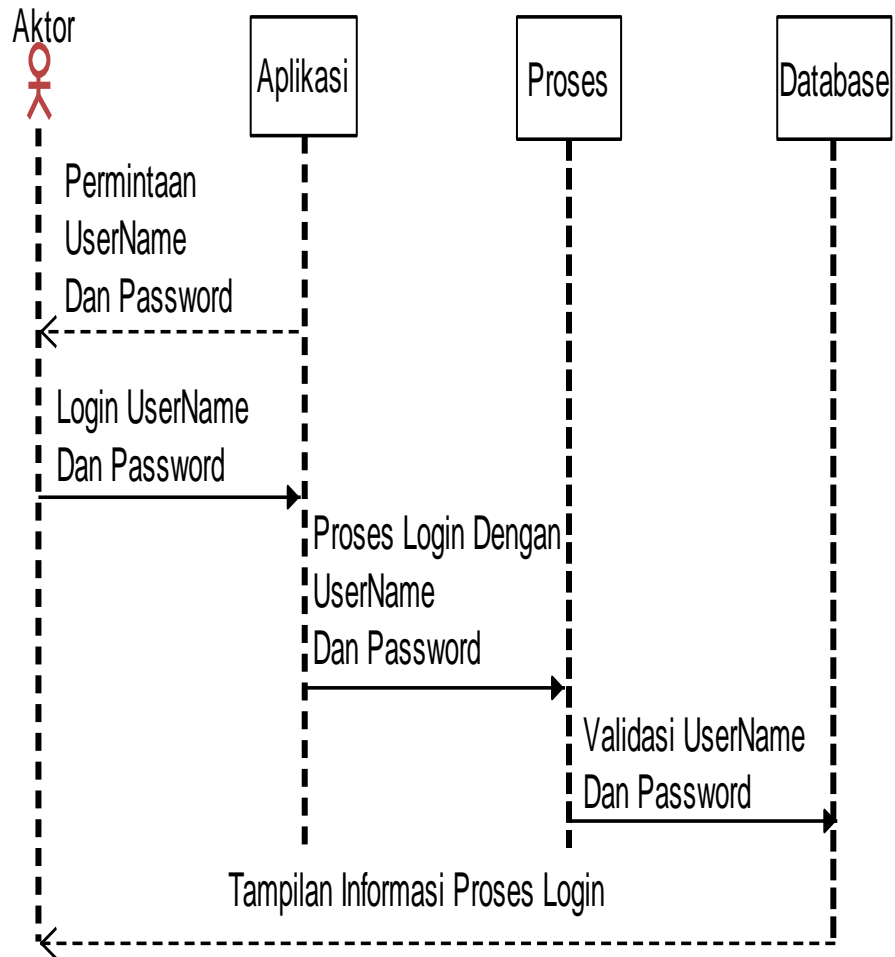 Aktor
Aplikasi
Proses
Database
Permintaan
UserName
Dan Password
Login UserName
Dan Password
Proses Login Dengan
UserName
Dan Password
Validasi UserName
Dan Password
Tampilan Informasi Proses Login